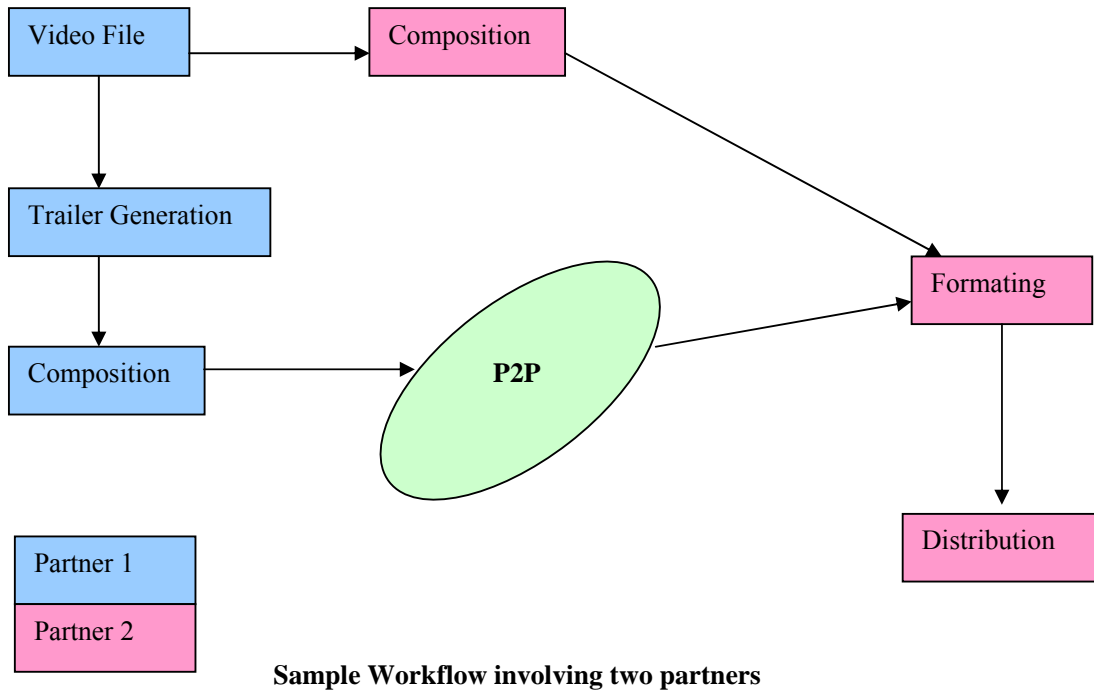 Video File
Composition
Trailer Generation
Formating
Composition
P2P
Distribution
Partner 1
Partner 2
Sample Workflow involving two partners